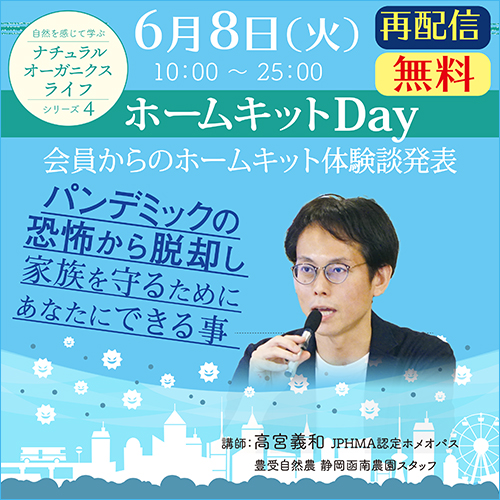 自然を感じて学ぶ
ナチュラル
オーガニクス
ライフ
シリーズ 4
6月8日(火)
10:00 ～ 25:00
再配信
無料
ホームキットDay
会員からのホームキット体験談発表
パンデミックの
恐怖から脱却し
家族を守るために
あなたにできる事
講師:高宮義和 JPHMA認定ホメオパス
豊受自然農 静岡函南農園スタッフ